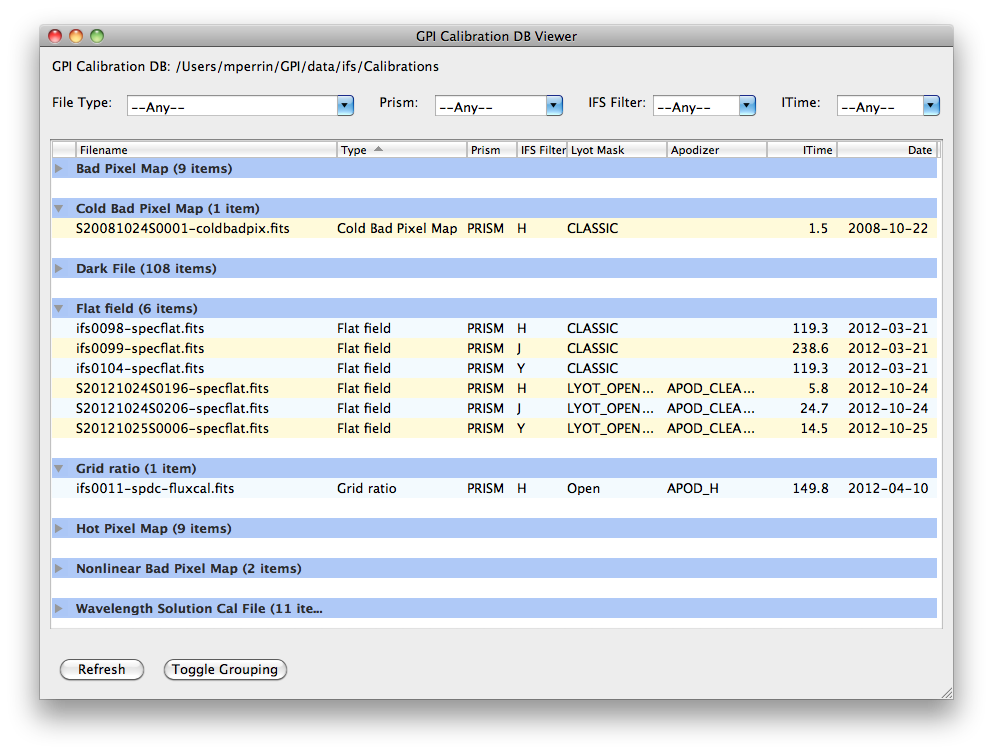 GPI Calibration DB Viewer
GPI Calibration DB: /Users/mperrin/GPI/data/ifs/Calibrations
File Type: --Any-- Prism: --Any-- IFS Filter: --Any-- ITime: --Any--
Filename Type Prism IFS Filter Lyot Mask Apodizer ITime Date
Bad Pixel Map (9 items)
Cold Bad Pixel Map (1 item)
S20081024S0001-coldbadpix.fits Cold Bad Pixel Map PRISM H CLASSIC 1.5 2008-10-22
Dark File (108 items)
Flat field (6 items)
ifs0098-specflat.fits Flat field PRISM H CLASSIC 119.3 2012-03-21
ifs0099-specflat.fits Flat field PRISM J CLASSIC 238.6 2012-03-21
ifs0104-specflat.fits Flat field PRISM Y CLASSIC 119.3 2012-03-21
S20121024S0196-specflat.fits Flat field PRISM H LYOT_OPEN... APOD_CLEA... 5.8 2012-10-24
S20121024S0206-specflat.fits Flat field PRISM J LYOT_OPEN... APOD_CLEA... 24.7 2012-10-24
S20121025S0006-specflat.fits Flat field PRISM Y LYOT_OPEN... APOD_CLEA... 14.5 2012-10-25
Grid ratio (1 item)
ifs0011-spdc-fluxcal.fits Grid ratio PRISM H Open APOD_H 149.8 2012-04-10
Hot Pixel Map (9 items)
Nonlinear Bad Pixel Map (2 items)
Wavelength Solution Cal File (11 ite...
Refresh Toggle Grouping